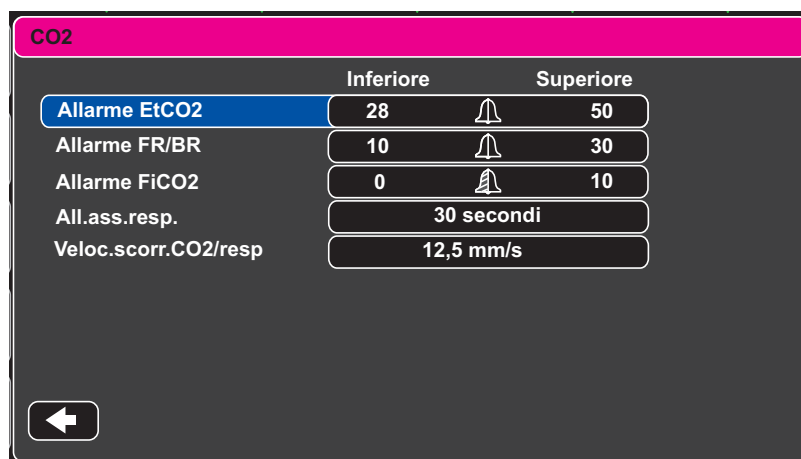 CO2
Inferiore Superiore
Allarme EtCO2 28 50
Allarme FR/BR 10 30
Allarme FiCO2 0 10
All.ass.resp. 30 secondi
Veloc.scorr.CO2/resp 12,5 mm/s